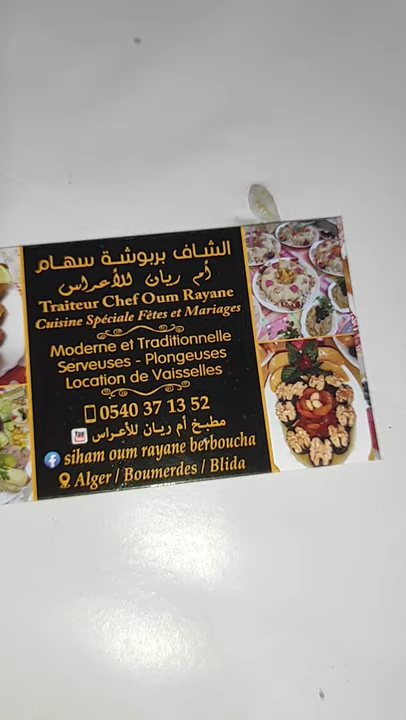 الشاف بربوشة سهام
أم ريان للأعراس
Traiteur Chef Oum Rayane
Cuisine Spéciale Fêtes et Mariages
Moderne et Traditionnelle
Serveuses - Plongeuses
Location de Vaisselles
0540 37 13 52
مطبخ أم ريان للأعراس
siham oum rayane berboucha
Alger / Boumerdes / Blida